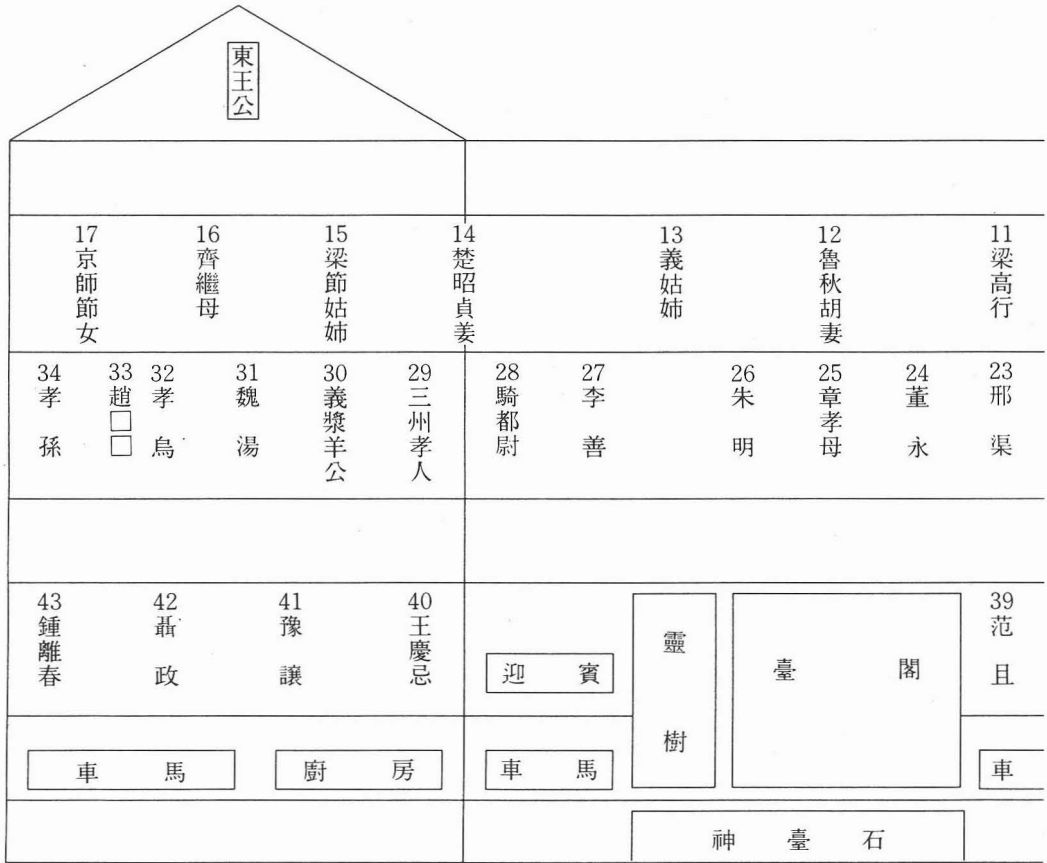 東王公
17 京師節女
16 齊繼母
15 梁節姑姉
14 楚昭貞姜
13 義姑姉
12 魯秋胡妻
11 梁高行
34 孝孫
33 趙□□
32 孝烏
31 魏湯
30 義漿羊公
29 三州孝人
28 騎都尉
27 李善
26 朱明
25 章孝母
24 董永
23 邢渠
43 鍾離春
42 聶政
41 豫讓
40 王慶忌
迎賓
靈樹
臺閣
39 范且
車馬
廚房
車馬
車
神臺石